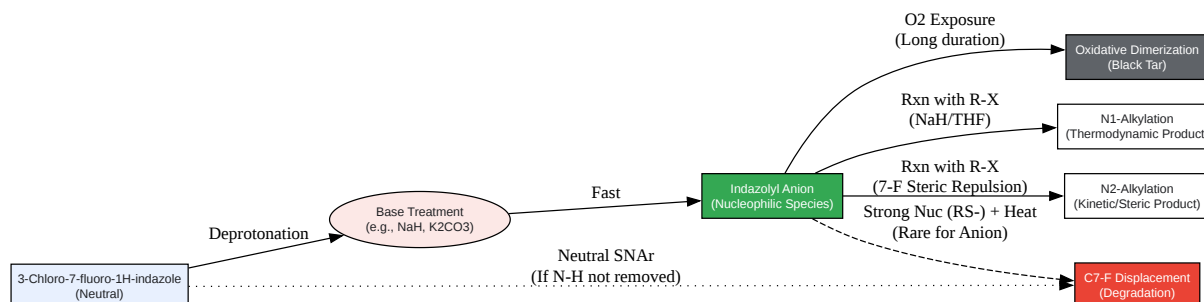 O2 Exposure
(Long duration)
Oxidative Dimerization
(Black Tar)
Rxn with R-X
(NaH/THF)
N1-Alkylation
(Thermodynamic Product
Rxn with R-X
(7-F Steric Repulsion)
Indazolyl Anion
(Nucleophilic Species)
N2-Alkylation
(Kinetic/Steric Product)
Fast
Base Treatment
(e.g., NaH, K2CO3)
Strong Nuc (RS-) + Heat
(Rare for Anion)
Deprotonation
Neutral SNAr
(If N-H not removed)
3-Chloro-7-fluoro-1H-indazole
(Neutral)
C7-F Displacement
(Degradation)